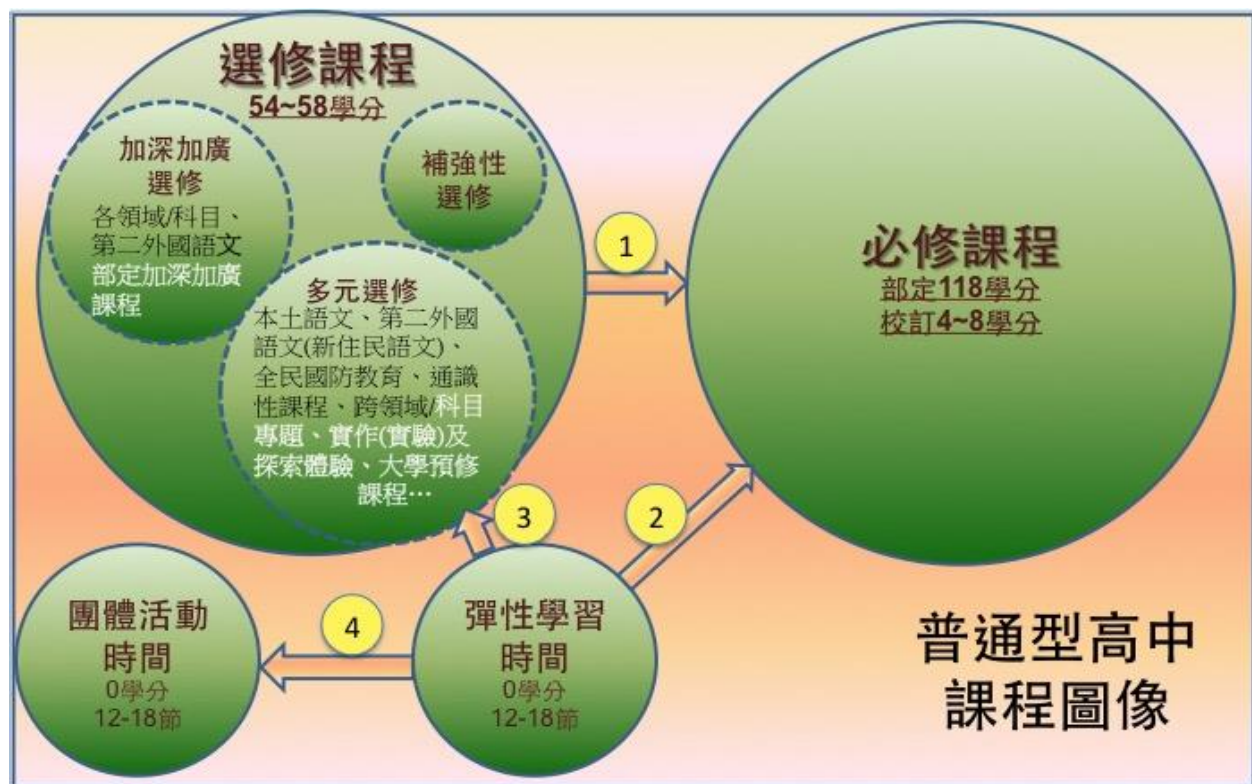 選修課程
54~58學分
加深加廣
選修
各領域/科目、
第二外國語文
部定加深加廣
課程
補強性
選修
多元選修
本土語文、第二外國
語文(新住民語文)、
全民國防教育、通識
性課程、跨領域/科目
專題、實作(實驗)及
探索體驗、大學預修
課程…
1
必修課程
部定118學分
校訂4~8學分
3
2
團體活動
時間
0學分
12-18節
4
彈性學習
時間
0學分
12-18節
普通型高中
課程圖像